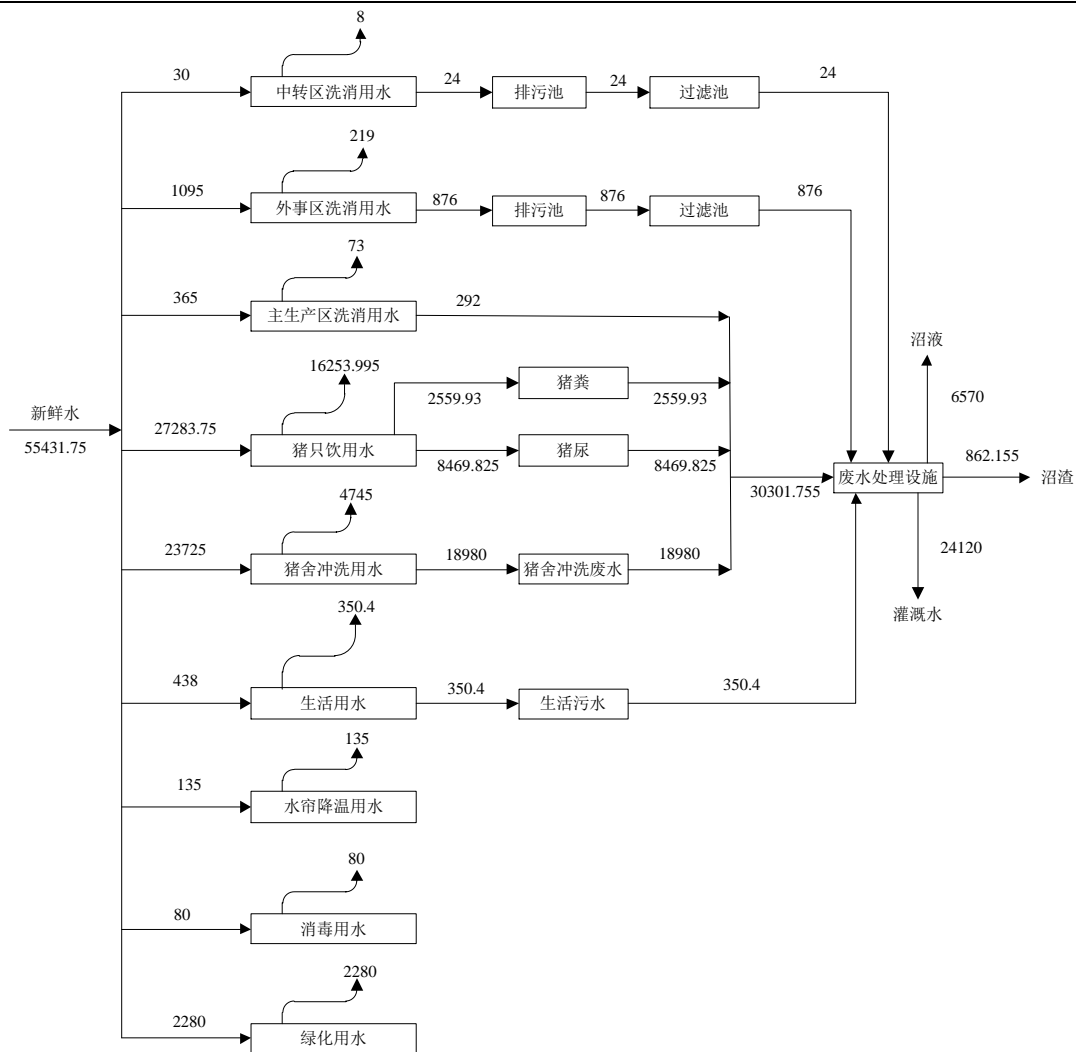 8
30
中转区洗消用水
24
排污池
24
过滤池
24
219
1095
外事区洗消用水
876
排污池
876
过滤池
876
73
365
主生产区洗消用水
292
沼液
6570
16253.995
2559.93
猪粪
2559.93
新鲜水
55431.75
27283.75
猪只饮用水
8469.825
猪尿
8469.825
30301.755
废水处理设施
862.155
沼渣
24120
灌溉水
4745
23725
猪舍冲洗用水
18980
猪舍冲洗废水
18980
350.4
438
生活用水
350.4
生活污水
350.4
135
135
水帘降温用水
80
80
消毒用水
2280
2280
绿化用水